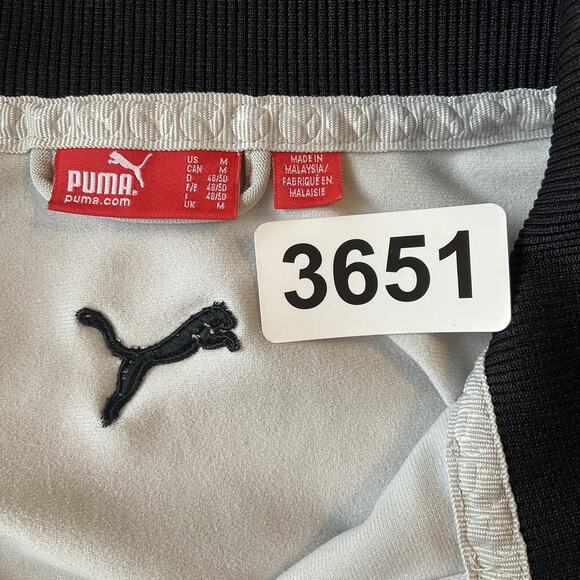 PUMA
puma.com
US M
CAN M
D 48/50
F/E 48/50
I 48/50
UK M
MADE IN
MALAYSIA/
FABRIQUÉ EN
MALAISIE
3651